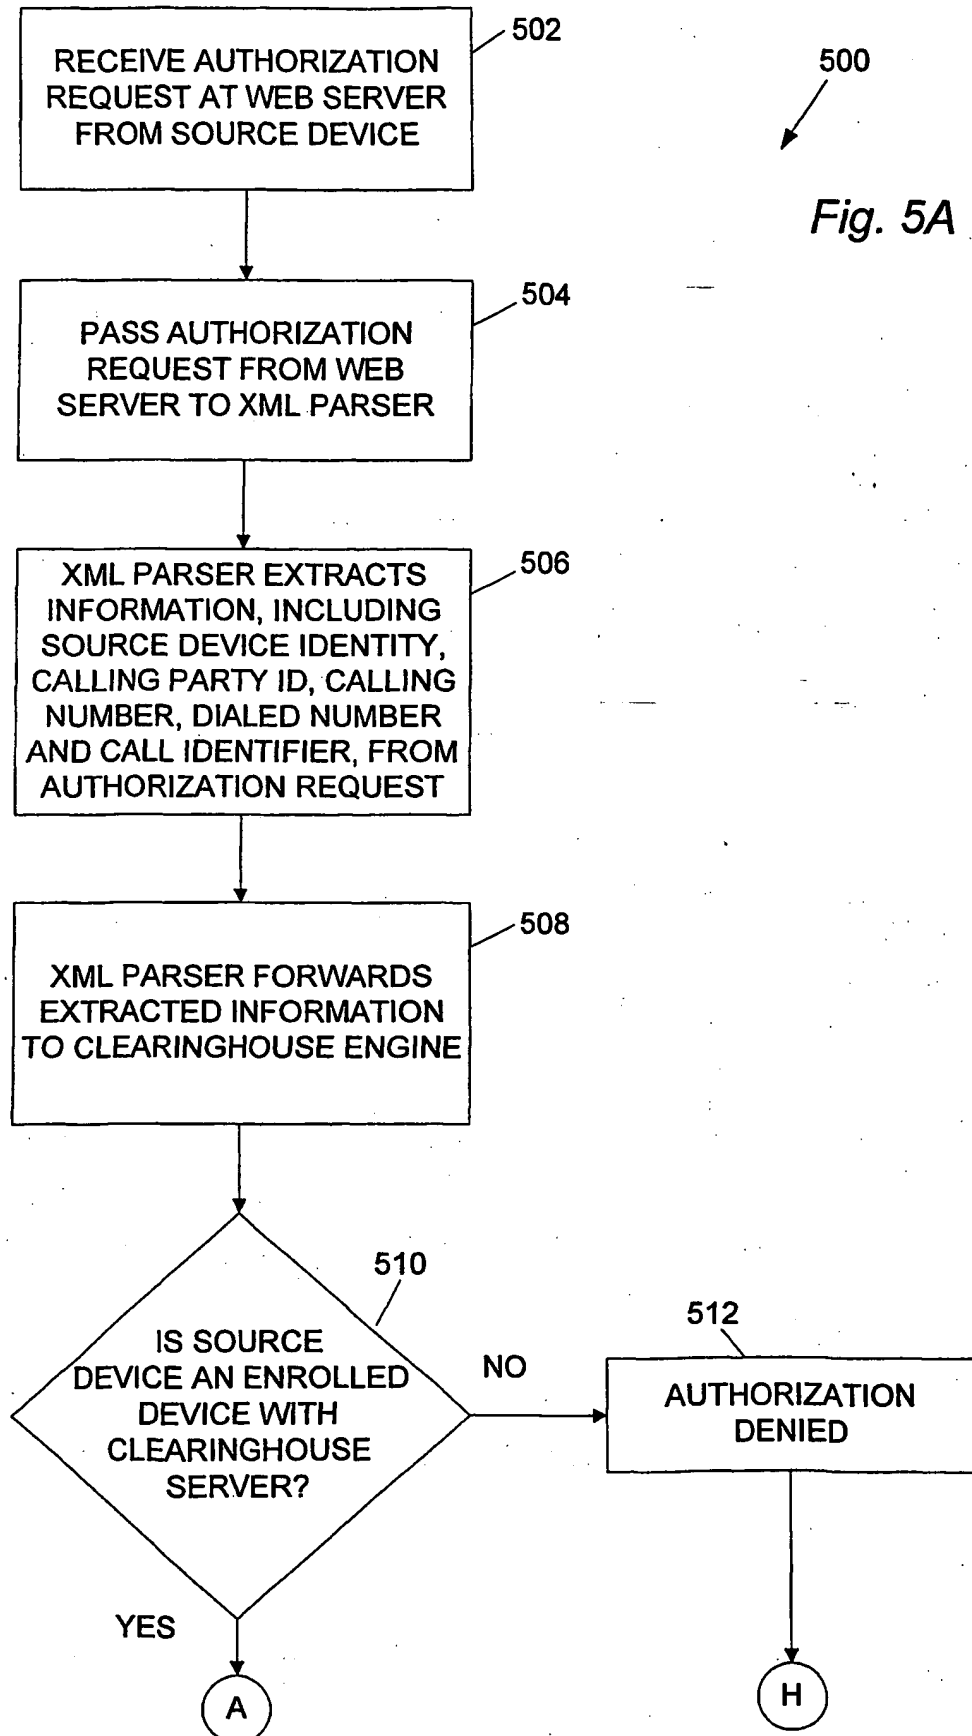 502
RECEIVE AUTHORIZATION
REQUEST AT WEB SERVER
FROM SOURCE DEVICE
500
Fig. 5A
504
PASS AUTHORIZATION
REQUEST FROM WEB
SERVER TO XML PARSER
506
XML PARSER EXTRACTS
INFORMATION, INCLUDING
SOURCE DEVICE IDENTITY,
CALLING PARTY ID, CALLING
NUMBER, DIALED NUMBER
AND CALL IDENTIFIER, FROM
AUTHORIZATION REQUEST
508
XML PARSER FORWARDS
EXTRACTED INFORMATION
TO CLEARINGHOUSE ENGINE
510
IS SOURCE
DEVICE AN ENROLLED
DEVICE WITH
CLEARINGHOUSE
SERVER?
NO
512
AUTHORIZATION
DENIED
YES
A
H